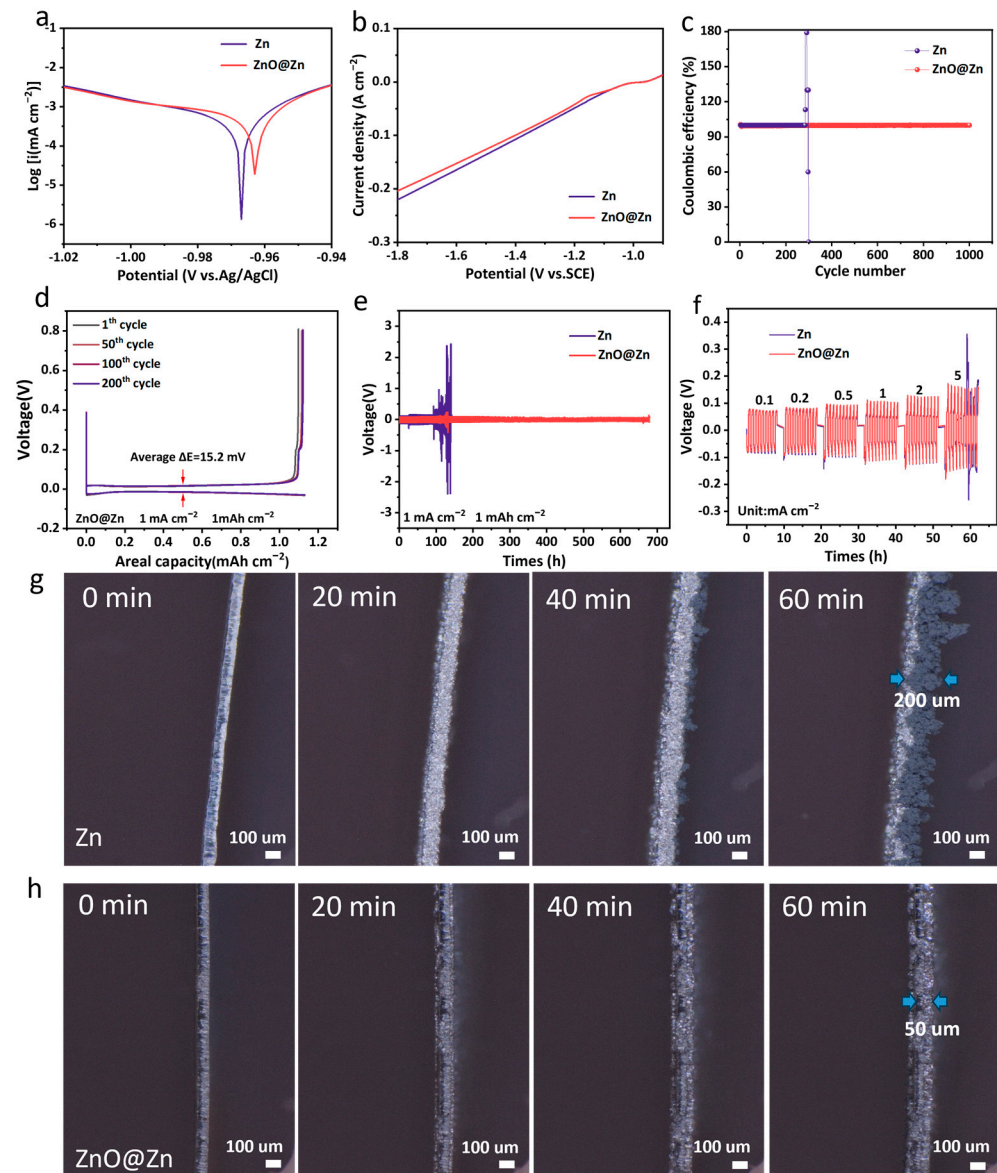 a
Log [i(mA cm⁻²)]
-1
-2
-3
-4
-5
-6
Zn
ZnO@Zn
-1.02
-1.00
-0.98
-0.96
-0.94
Potential (V vs.Ag/AgCl)
b
Current density (A cm⁻²)
0.1
0.0
-0.1
-0.2
-0.3
Zn
ZnO@Zn
-1.8
-1.6
-1.4
-1.2
-1.0
Potential (V vs.SCE)
c
Coulombic effciency (%)
180
150
120
90
60
30
0
Zn
ZnO@Zn
0
200
400
600
800
1000
Cycle number
d
Voltage(V)
0.8
0.6
0.4
0.2
0.0
-0.2
1th cycle
50th cycle
100th cycle
200th cycle
Average ΔE=15.2 mV
ZnO@Zn 1 mA cm⁻² 1mAh cm⁻²
0.0
0.2
0.4
0.6
0.8
1.0
1.2
Areal capacity(mAh cm⁻²)
e
Voltage(V)
3
2
1
0
-1
-2
-3
Zn
ZnO@Zn
1 mA cm⁻² 1 mAh cm⁻²
0
100
200
300
400
500
600
700
Times (h)
f
Voltage (V)
0.4
0.3
0.2
0.1
0.0
-0.1
-0.2
-0.3
Zn
ZnO@Zn
0.1
0.2
0.5
1
2
5
Unit:mA cm⁻²
0
10
20
30
40
50
60
Times (h)
g
0 min
Zn
100 um
20 min
100 um
40 min
100 um
60 min
200 um
100 um
h
0 min
ZnO@Zn
100 um
20 min
100 um
40 min
100 um
60 min
50 um
100 um